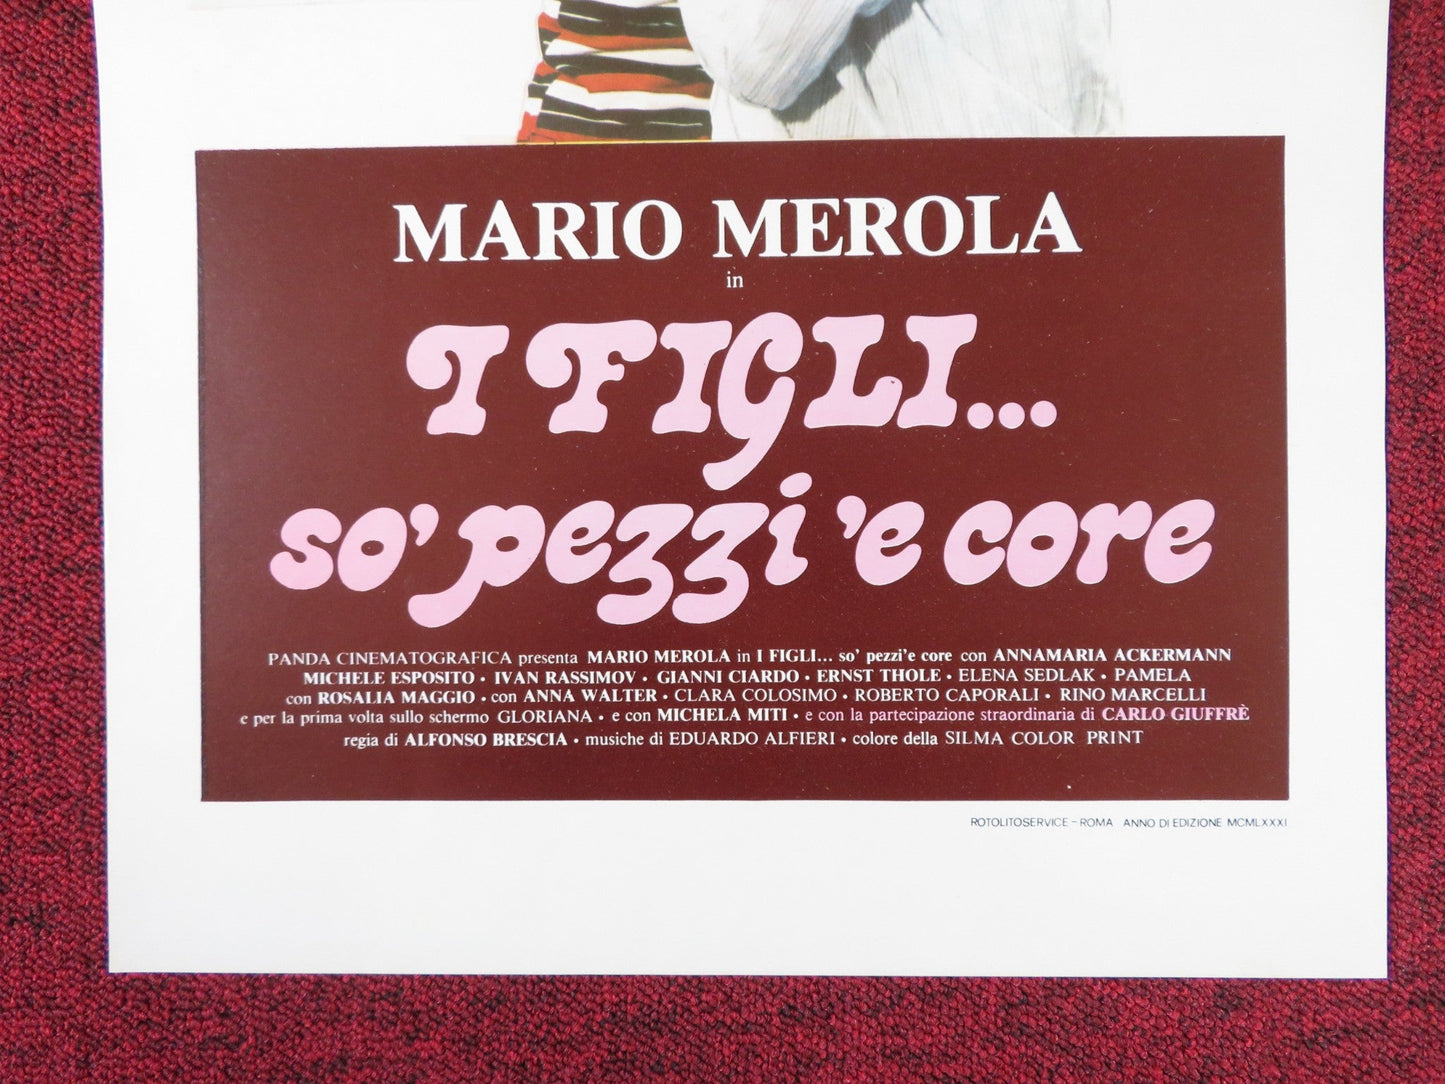 MARIO MEROLA
in
I FIGLI...
so' pezzi 'e core
PANDA CINEMATOGRAFICA presenta MARIO MEROLA in I FIGLI... so' pezzi'e core con ANNAMARIA ACKERMANN
MICHELE ESPOSITO • IVAN RASSIMOV • GIANNI CIARDO • ERNST THOLE • ELENA SEDLAK • PAMELA
con ROSALIA MAGGIO • con ANNA WALTER • CLARA COLOSIMO • ROBERTO CAPORALI • RINO MARCELLI
e per la prima volta sullo schermo GLORIANA • e con MICHELA MITI • e con la partecipazione straordinaria di CARLO GIUFFRÈ
regia di ALFONSO BRESCIA • musiche di EDUARDO ALFIERI • colore della SILMA COLOR PRINT
ROTOLITOSERVICE - ROMA ANNO DI EDIZIONE MCMLXXXI